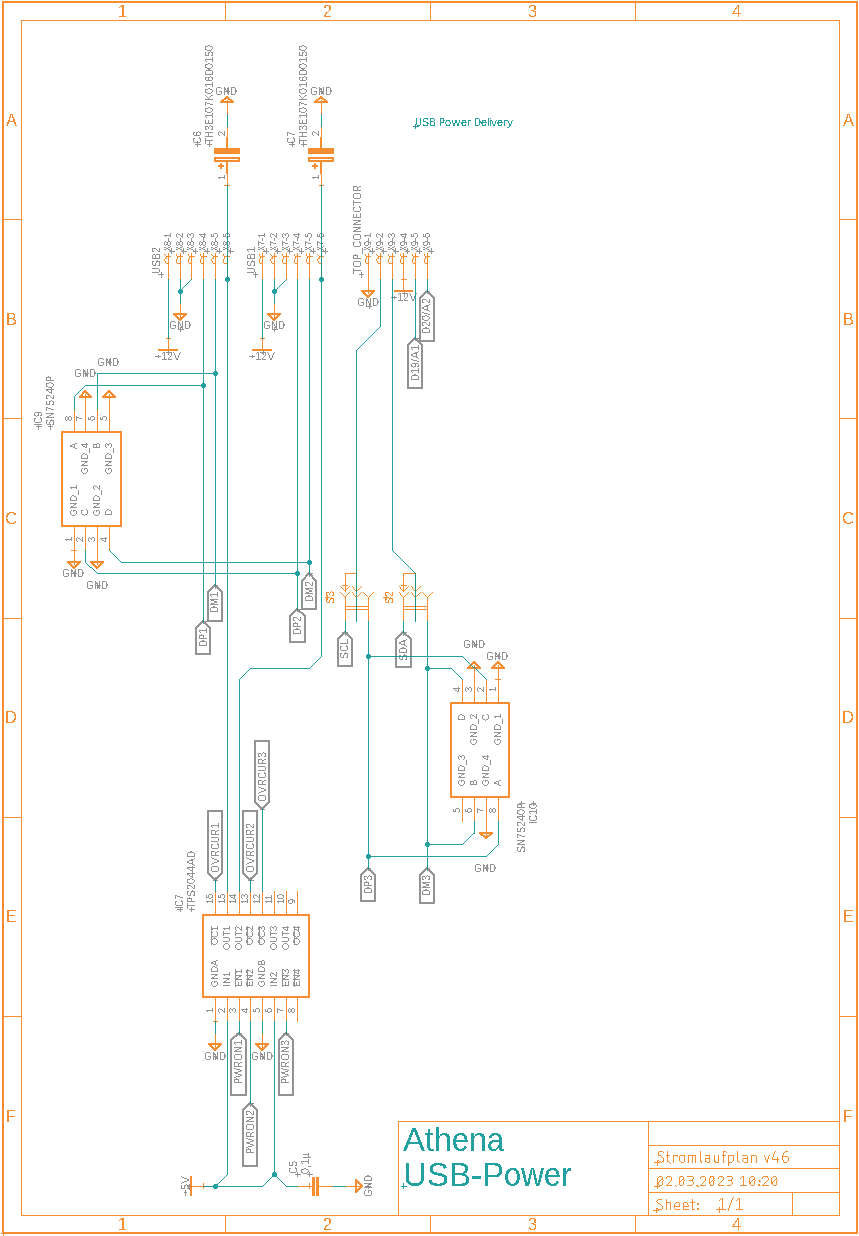 1 2 3 4
A
A
B
B
C
C
D
D
E
E
F
F
1 2 3 4
USB Power Delivery
C6
TH3E107K016D0150
GND
2
1
C7
TH3E107K016D0150
GND
2
1
USB2
X8-1
X8-2
X8-3
X8-4
X8-5
X8-6
GND
+12V
USB1
X7-1
X7-2
X7-3
X7-4
X7-5
X7-6
GND
+12V
TOP_CONNECTOR
X9-1
X9-2
X9-3
X9-4
X9-5
X9-6
GND
+12V
D20/A2
D19/A1
GND
GND
IC9
SN75240P
8 7 6 5
A
GND_4
B
GND_3
GND_1
C
GND_2
D
1 2 3 4
GND
GND
DP1
DM1
DP2
DM2
S3
S2
SCL
SDA
GND
GND
4 3 2 1
D
GND_2
C
GND_1
GND_3
B
GND_4
A
5 6 7 8
SN75240P
IC10
GND
DP3
DM3
OVRCUR1
OVRCUR2
OVRCUR3
IC7
TPS2044AD
16 15 14 13 12 11 10 9
OC1
OUT1
OUT2
OC2
OC3
OUT3
OUT4
OC4
GNDA
IN1
EN1
EN2
GNDB
IN2
EN3
EN4
1 2 3 4 5 6 7 8
GND
GND
PWRON1
PWRON2
PWRON3
+5V
C5
0,1µ
GND
Athena
USB-Power
Stromlaufplan v46
02.03.2023 10:20
Sheet: 1/1